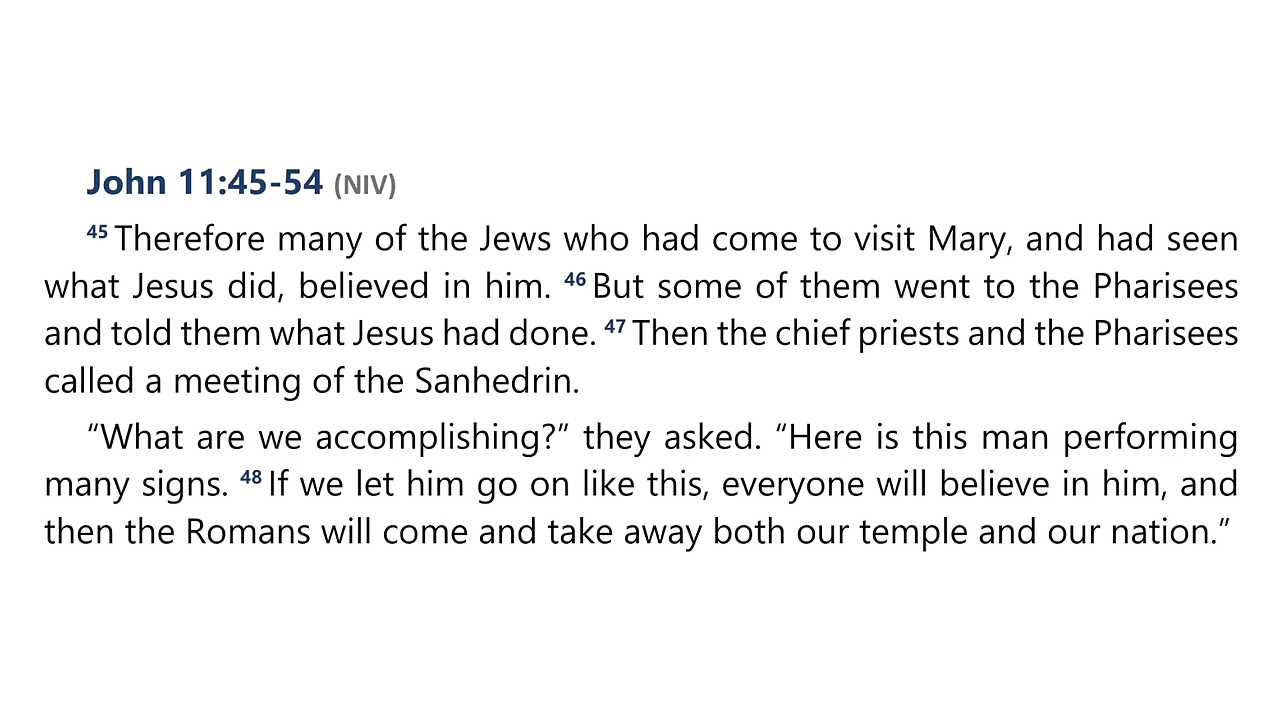 John 11:45-54 (NIV)
45 Therefore many of the Jews who had come to visit Mary, and had seen
what Jesus did, believed in him. 46 But some of them went to the Pharisees
and told them what Jesus had done. 47 Then the chief priests and the Pharisees
called a meeting of the Sanhedrin.
“What are we accomplishing?” they asked. “Here is this man performing
many signs. 48 If we let him go on like this, everyone will believe in him, and
then the Romans will come and take away both our temple and our nation.”